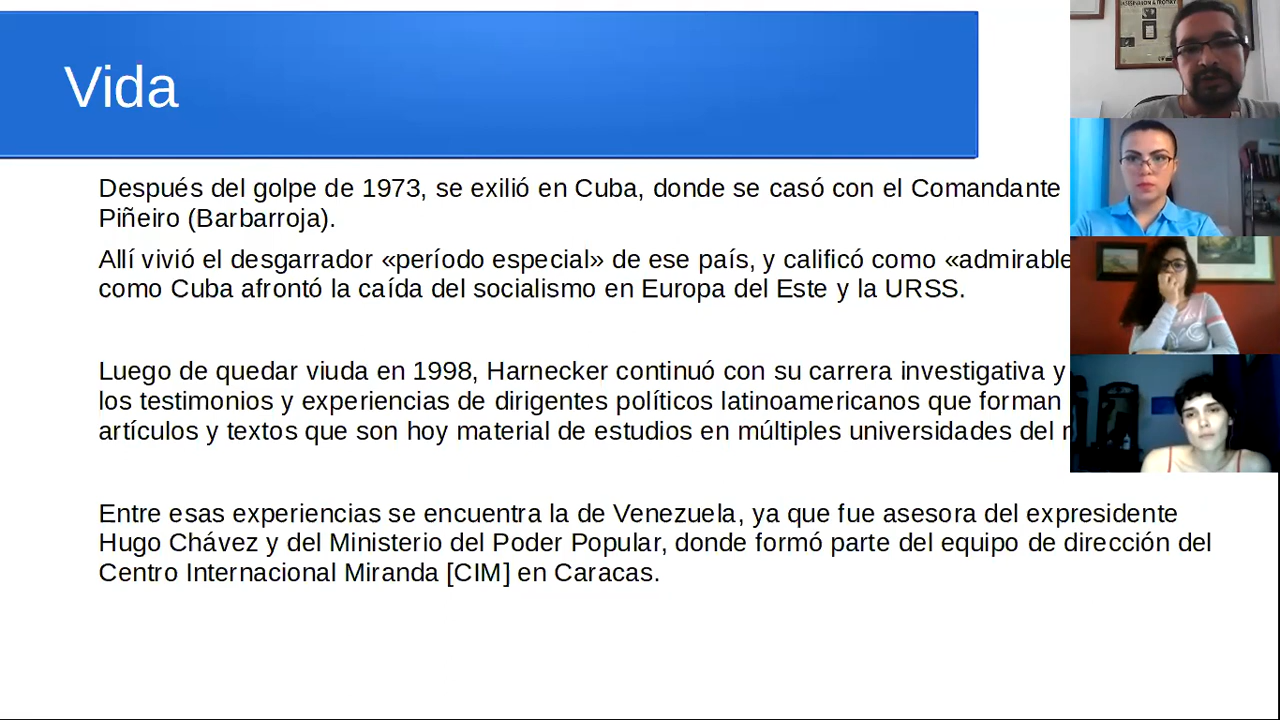 Vida
Después del golpe de 1973, se exilió en Cuba, donde se casó con el Comandante
Piñeiro (Barbarroja).
Allí vivió el desgarrador «período especial» de ese país, y calificó como «admirable
como Cuba afrontó la caída del socialismo en Europa del Este y la URSS.
Luego de quedar viuda en 1998, Harnecker continuó con su carrera investigativa y
los testimonios y experiencias de dirigentes políticos latinoamericanos que forman
artículos y textos que son hoy material de estudios en múltiples universidades del
Entre esas experiencias se encuentra la de Venezuela, ya que fue asesora del expresidente
Hugo Chávez y del Ministerio del Poder Popular, donde formó parte del equipo de dirección del
Centro Internacional Miranda [CIM] en Caracas.